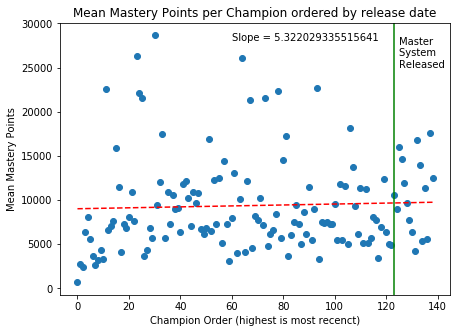 Mean Mastery Points per Champion ordered by release date
Slope = 5.322029335515641
Master
System
Released
Mean Mastery Points
30000
25000
20000
15000
10000
5000
0
0 20 40 60 80 100 120 140
Champion Order (highest is most recenct)